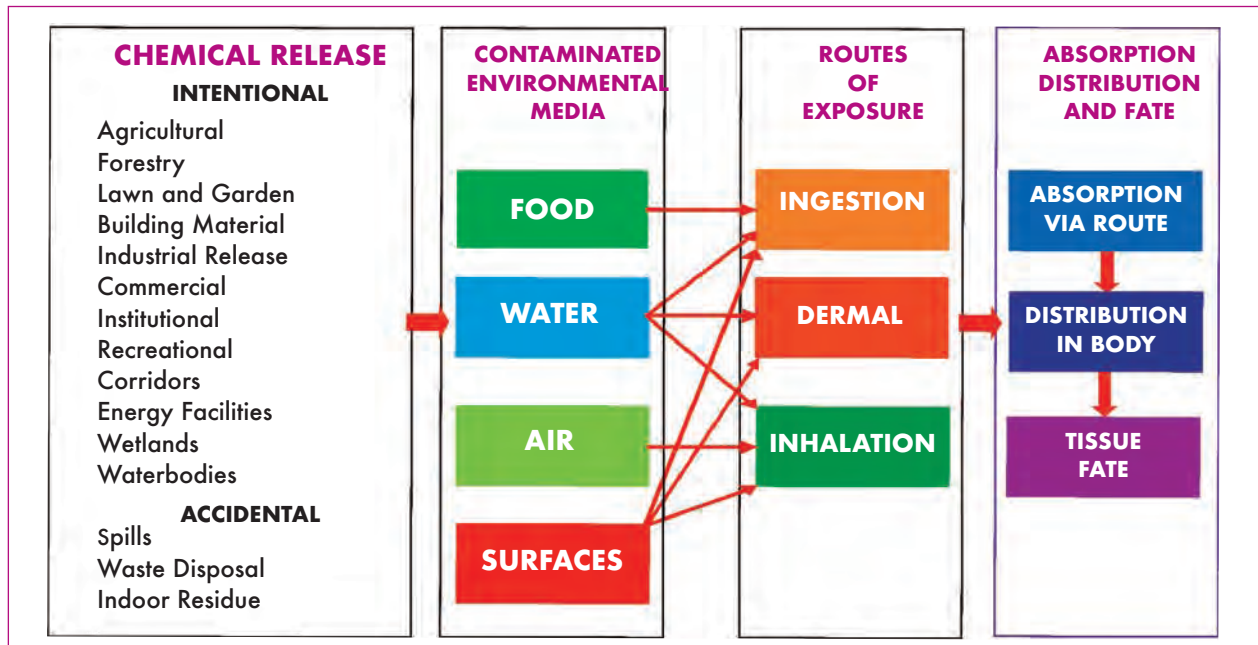 CHEMICAL RELEASE
INTENTIONAL
Agricultural
Forestry
Lawn and Garden
Building Material
Industrial Release
Commercial
Institutional
Recreational
Corridors
Energy Facilities
Wetlands
Waterbodies
ACCIDENTAL
Spills
Waste Disposal
Indoor Residue
CONTAMINATED
ENVIRONMENTAL
MEDIA
FOOD
WATER
AIR
SURFACES
ROUTES
OF
EXPOSURE
INGESTION
DERMAL
INHALATION
ABSORPTION
DISTRIBUTION
AND FATE
ABSORPTION
VIA ROUTE
DISTRIBUTION
IN BODY
TISSUE
FATE